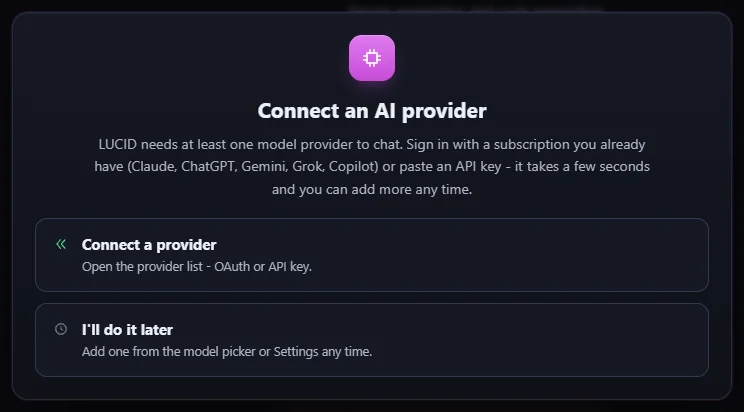 Connect an AI provider
LUCID needs at least one model provider to chat. Sign in with a subscription you already
have (Claude, ChatGPT, Gemini, Grok, Copilot) or paste an API key - it takes a few seconds
and you can add more any time.
Connect a provider
Open the provider list - OAuth or API key.
I'll do it later
Add one from the model picker or Settings any time.